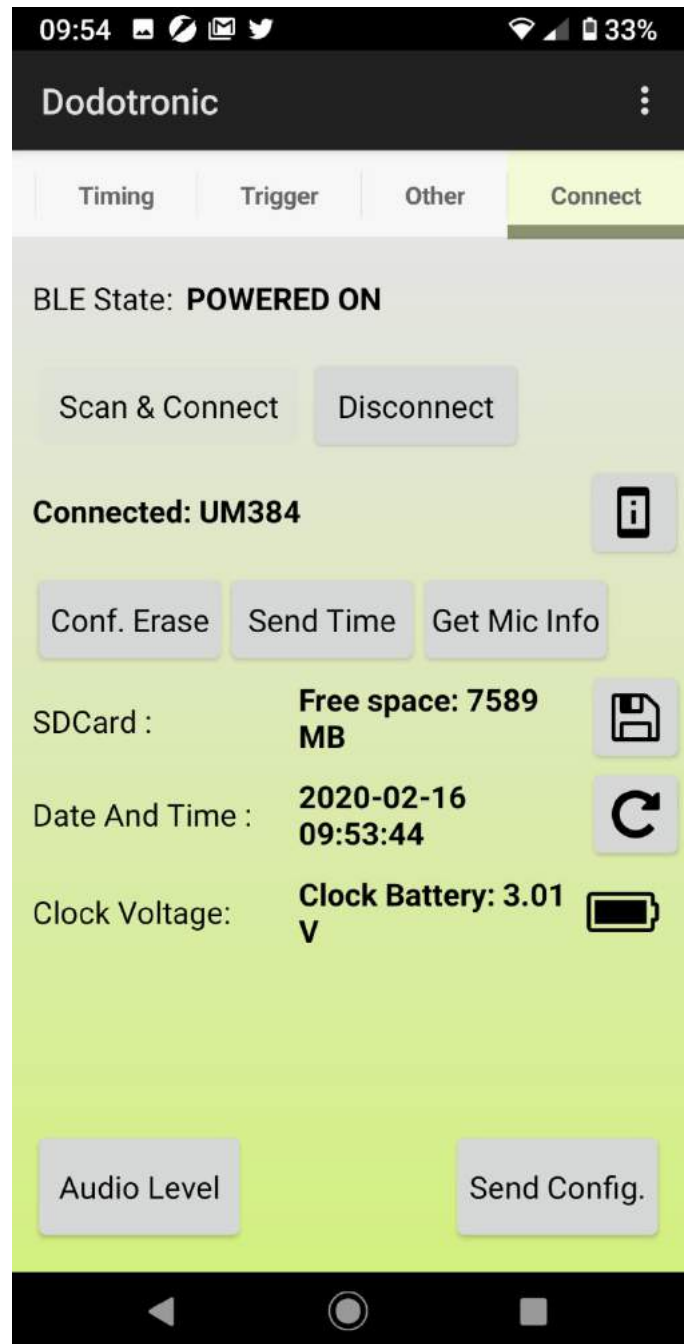 09:54 33%
Dodotronic
Timing Trigger Other Connect
BLE State: POWERED ON
Scan & Connect Disconnect
Connected: UM384
Conf. Erase Send Time Get Mic Info
SDCard : Free space: 7589
MB
Date And Time : 2020-02-16
09:53:44
Clock Voltage: Clock Battery: 3.01
V
Audio Level Send Config.